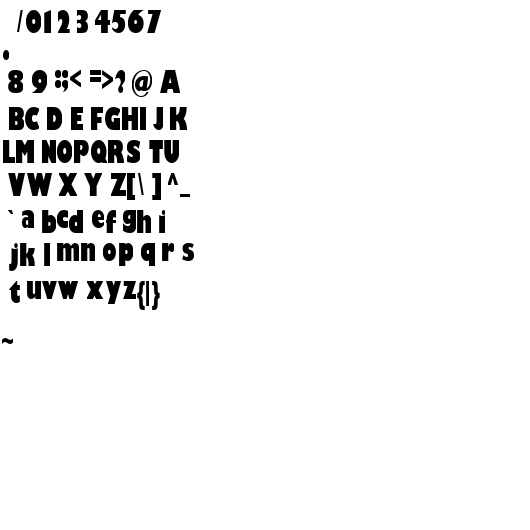 /01234567
.
89:;<=>?@A
BCDEFGHIJK
LMNOPQRSTU
VWXYZ[\]^_
`abcdefghi
jklmnopqrs
tuvwxyz{|}
~